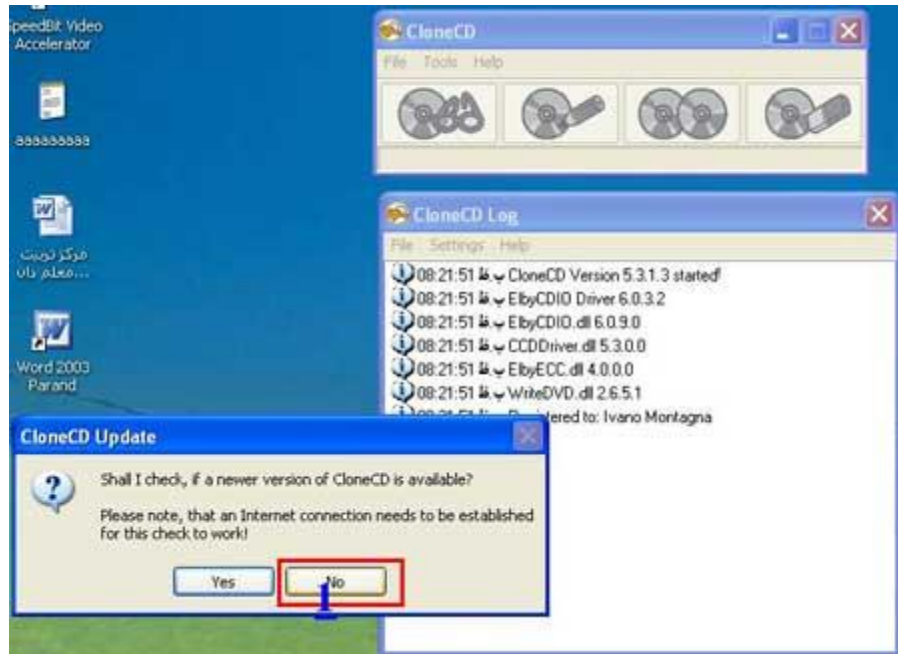 SpeedBit Video
Accelerator
aaaaaaaaa
مرکز تربیت
معلم دان...
Word 2003
Parand
CloneCD
File Tools Help
CloneCD Log
File Settings Help
08:21:51 ب.ظ CloneCD Version 5.3.1.3 started!
08:21:51 ب.ظ ElbyCDIO Driver 6.0.3.2
08:21:51 ب.ظ ElbyCDIO.dll 6.0.9.0
08:21:51 ب.ظ CCDDriver.dll 5.3.0.0
08:21:51 ب.ظ ElbyECC.dll 4.0.0.0
08:21:51 ب.ظ WriteDVD.dll 2.6.5.1
to: Ivano Montagna
CloneCD Update
Shall I check, if a newer version of CloneCD is available?
Please note, that an Internet connection needs to be established
for this check to work!
Yes No
1